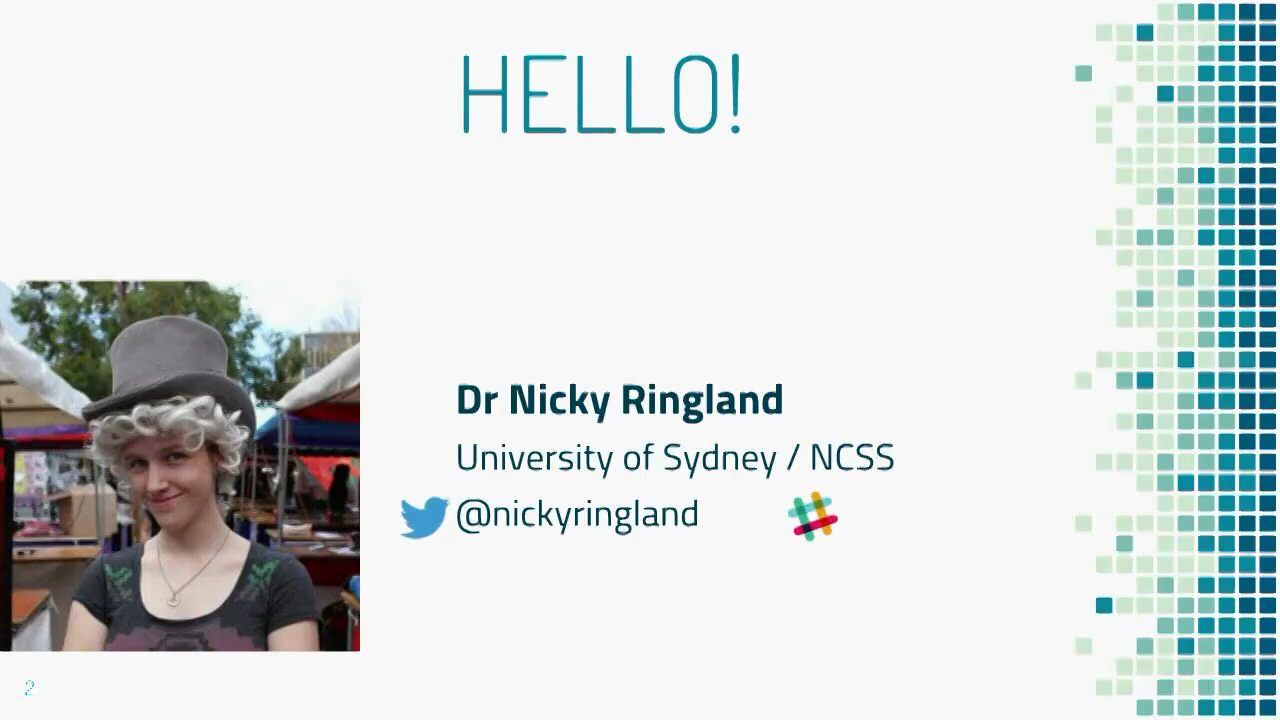 HELLO!
Dr Nicky Ringland
University of Sydney / NCSS
@nickyringland
2